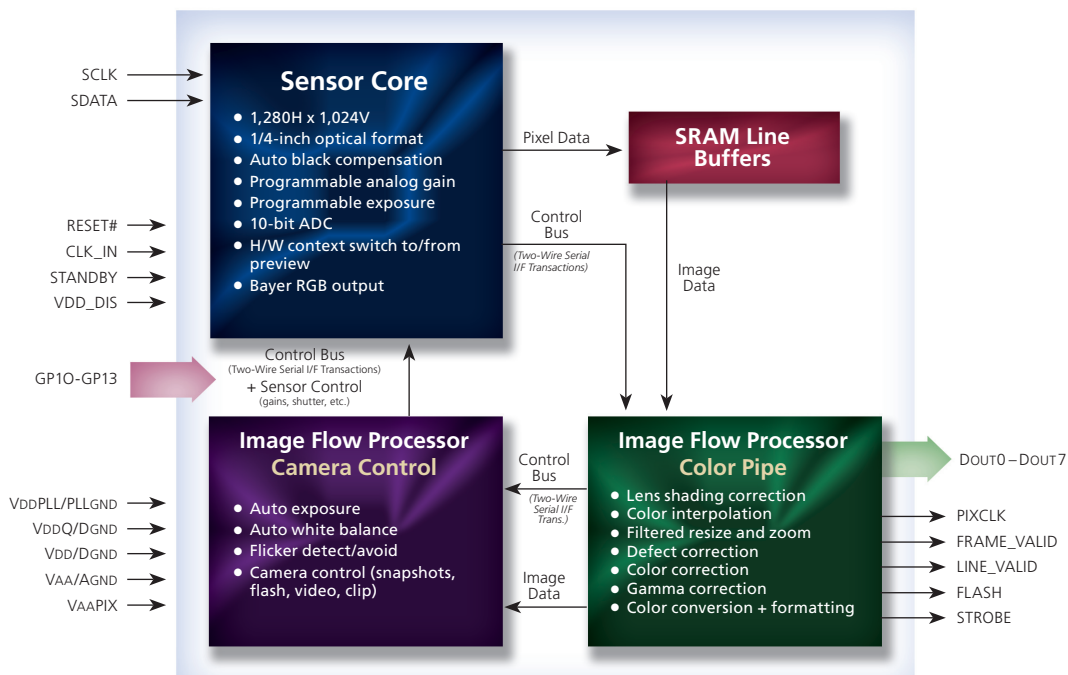 SCLK
SDATA
RESET#
CLK_IN
STANDBY
VDD_DIS
GP1O-GP13
VDDPLL/PLLGND
VDDQ/DGND
VDD/DGND
VAA/AGND
VAAPIX
Sensor Core
• 1,280H x 1,024V
• 1/4-inch optical format
• Auto black compensation
• Programmable analog gain
• Programmable exposure
• 10-bit ADC
• H/W context switch to/from
preview
• Bayer RGB output
Pixel Data
SRAM Line
Buffers
Control
Bus
(Two-Wire Serial
I/F Transactions)
Image
Data
Control Bus
(Two-Wire Serial I/F Transactions)
+ Sensor Control
(gains, shutter, etc.)
Image Flow Processor
Camera Control
• Auto exposure
• Auto white balance
• Flicker detect/avoid
• Camera control (snapshots,
flash, video, clip)
Control
Bus
(Two-Wire
Serial I/F
Trans.)
Image
Data
Image Flow Processor
Color Pipe
• Lens shading correction
• Color interpolation
• Filtered resize and zoom
• Defect correction
• Color correction
• Gamma correction
• Color conversion + formatting
DOUT0–DOUT7
PIXCLK
FRAME_VALID
LINE_VALID
FLASH
STROBE